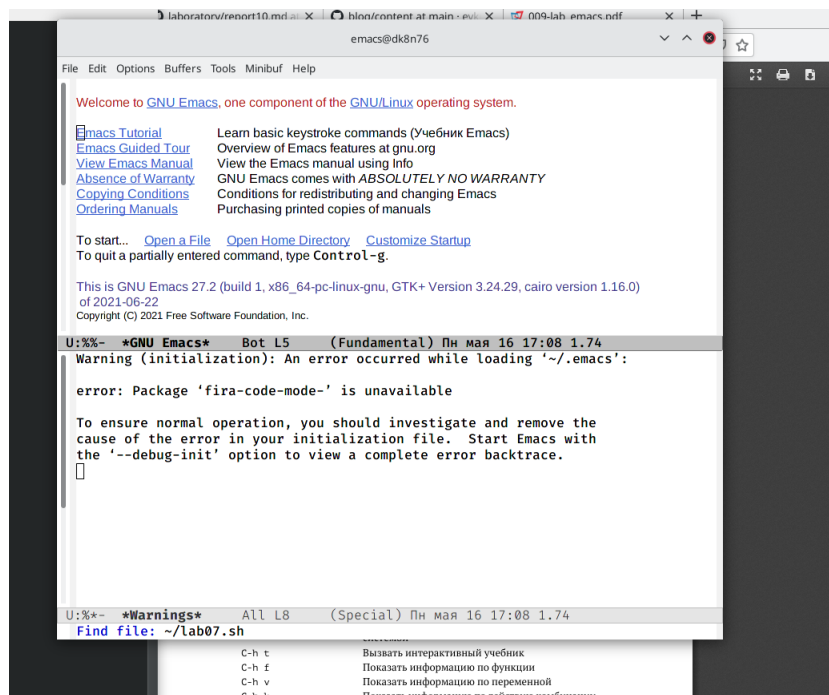 laboratory/report10.md at
blog/content at main · evk
009-lab_emacs.pdf
emacs@dk8n76
File Edit Options Buffers Tools Minibuf Help
Welcome to GNU Emacs, one component of the GNU/Linux operating system.
Emacs Tutorial Learn basic keystroke commands (Учебник Emacs)
Emacs Guided Tour Overview of Emacs features at gnu.org
View Emacs Manual View the Emacs manual using Info
Absence of Warranty GNU Emacs comes with ABSOLUTELY NO WARRANTY
Copying Conditions Conditions for redistributing and changing Emacs
Ordering Manuals Purchasing printed copies of manuals
To start... Open a File Open Home Directory Customize Startup
To quit a partially entered command, type Control-g.
This is GNU Emacs 27.2 (build 1, x86_64-pc-linux-gnu, GTK+ Version 3.24.29, cairo version 1.16.0)
of 2021-06-22
Copyright (C) 2021 Free Software Foundation, Inc.
U:%%- *GNU Emacs* Bot L5 (Fundamental) Пн мая 16 17:08 1.74
Warning (initialization): An error occurred while loading ‘~/.emacs’:
error: Package ‘fira-code-mode-’ is unavailable
To ensure normal operation, you should investigate and remove the
cause of the error in your initialization file. Start Emacs with
the ‘--debug-init’ option to view a complete error backtrace.
U:%*- *Warnings* All L8 (Special) Пн мая 16 17:08 1.74
Find file: ~/lab07.sh
C-h t Вызвать интерактивный учебник
C-h f Показать информацию по функции
C-h v Показать информацию по переменной